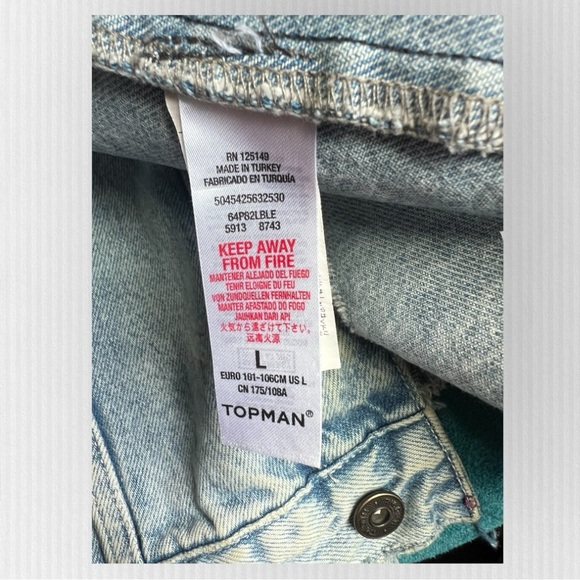 RN 125149
MADE IN TURKEY
FABRICADO EN TURQUÍA
5045425632530
64P82LBLE
5913 8743
KEEP AWAY
FROM FIRE
MANTENER ALEJADO DEL FUEGO
TENIR ELOIGNE DU FEU
VON ZUNDQUELLEN FERNHALTEN
MANTER AFASTADO DO FOGO
JAUHKAN DARI API
火気から遠ざけて下さい。
远离火源
L
EURO 101-106CM US L
CN 175/108A
TOPMAN®